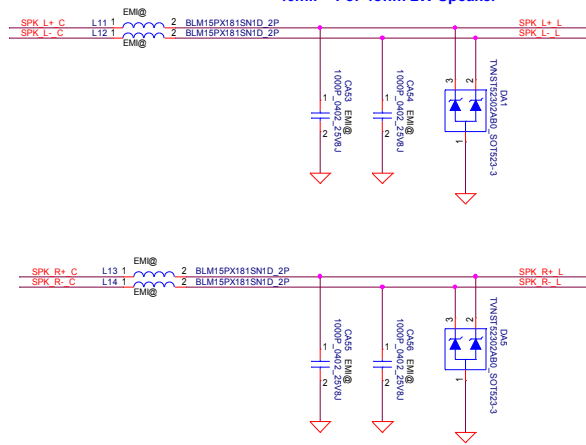 EMI@
SPK_L+_C L11 1 2 BLM15PX181SN1D_2P SPK_L+_L
SPK_L-_C L12 1 2 BLM15PX181SN1D_2P SPK_L-_L
EMI@
1
2
CA53 EMI@
1000P_0402_25V8J
1
2
CA54 EMI@
1000P_0402_25V8J
3
2
1
DA1
TVNST52302AB0_SOT523-3
EMI@
SPK_R+_C L13 1 2 BLM15PX181SN1D_2P SPK_R+_L
SPK_R-_C L14 1 2 BLM15PX181SN1D_2P SPK_R-_L
EMI@
1
2
CA55 EMI@
1000P_0402_25V8J
1
2
CA56 EMI@
1000P_0402_25V8J
3
2
1
DA5
TVNST52302AB0_SOT523-3